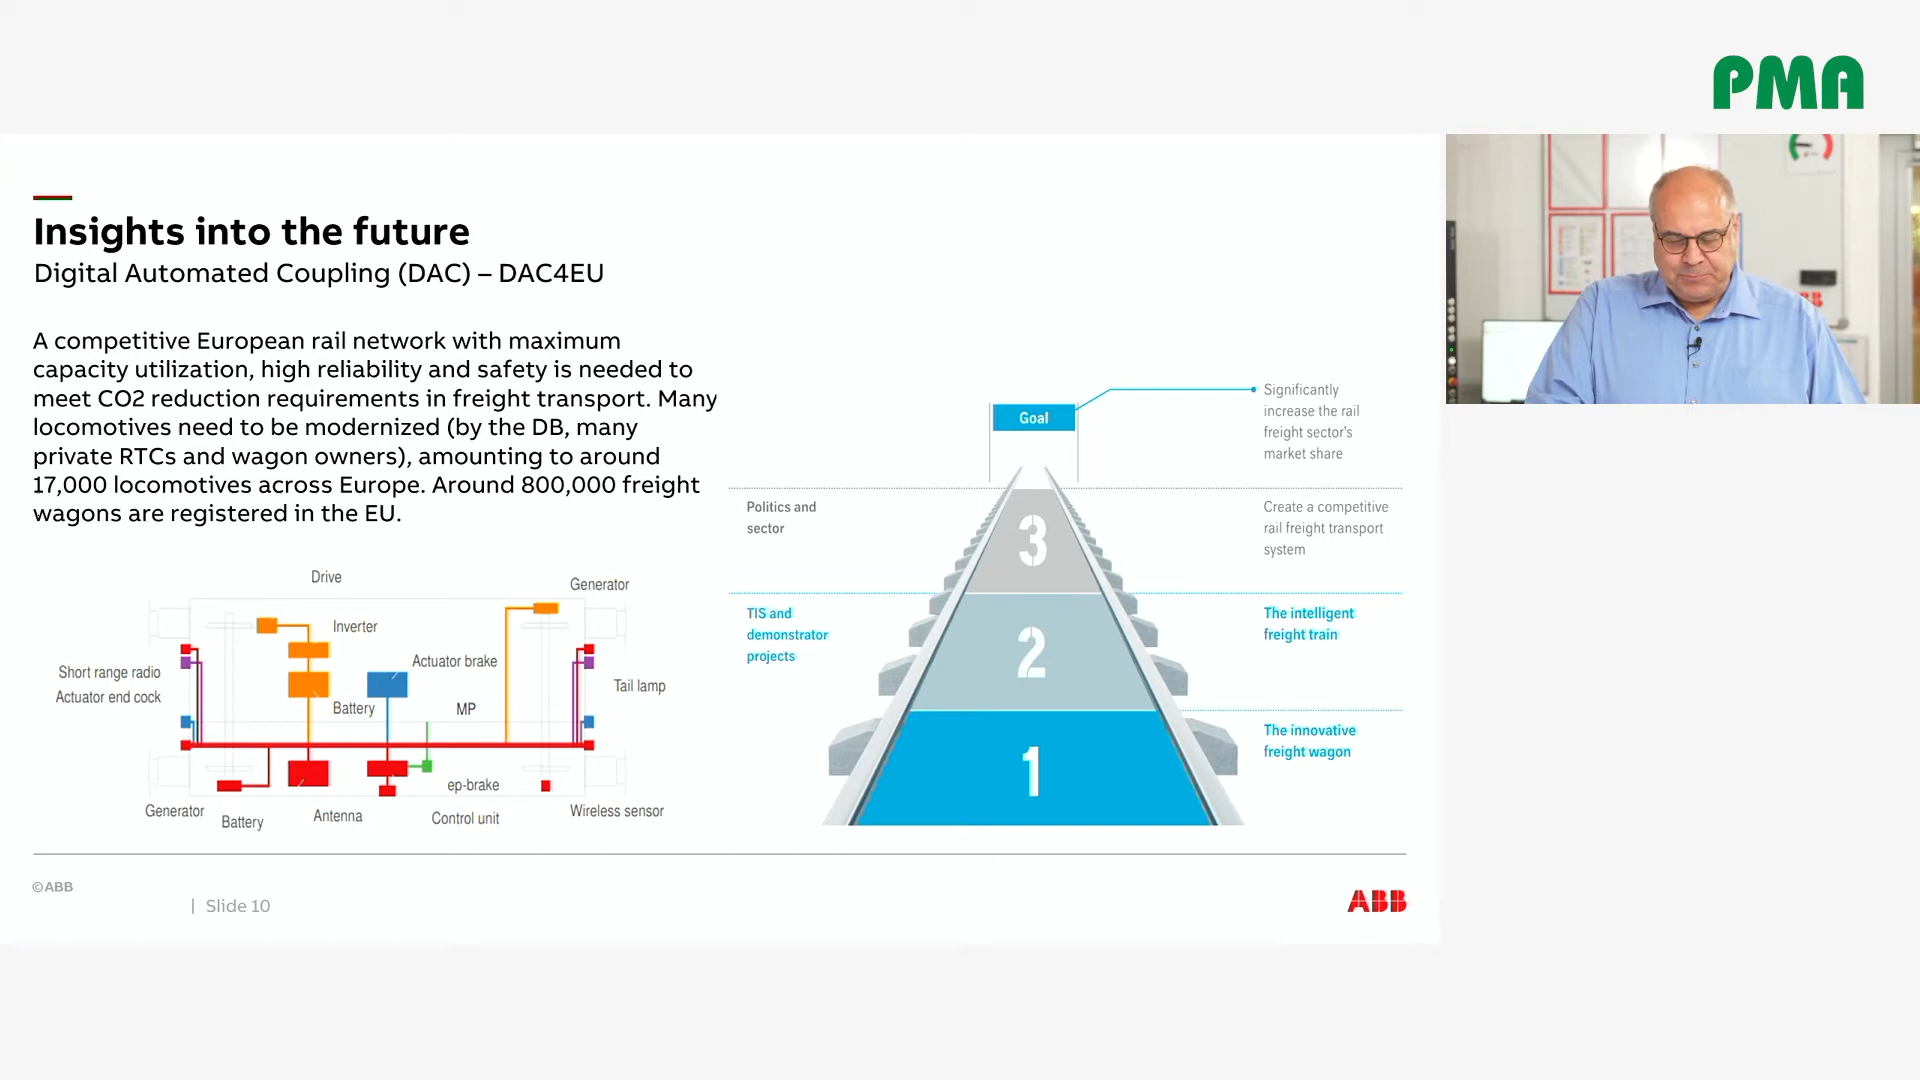 PMA
Insights into the future
Digital Automated Coupling (DAC) – DAC4EU
A competitive European rail network with maximum
capacity utilization, high reliability and safety is needed to
meet CO2 reduction requirements in freight transport. Many
locomotives need to be modernized (by the DB, many
private RTCs and wagon owners), amounting to around
17,000 locomotives across Europe. Around 800,000 freight
wagons are registered in the EU.
Drive
Generator
Inverter
Actuator brake
Short range radio
Actuator end cock
Tail lamp
Battery
MP
ep-brake
Generator
Battery
Antenna
Control unit
Wireless sensor
Goal
Significantly
increase the rail
freight sector's
market share
Politics and
sector
3
Create a competitive
rail freight transport
system
TIS and
demonstrator
projects
2
The intelligent
freight train
1
The innovative
freight wagon
©ABB
| Slide 10
ABB